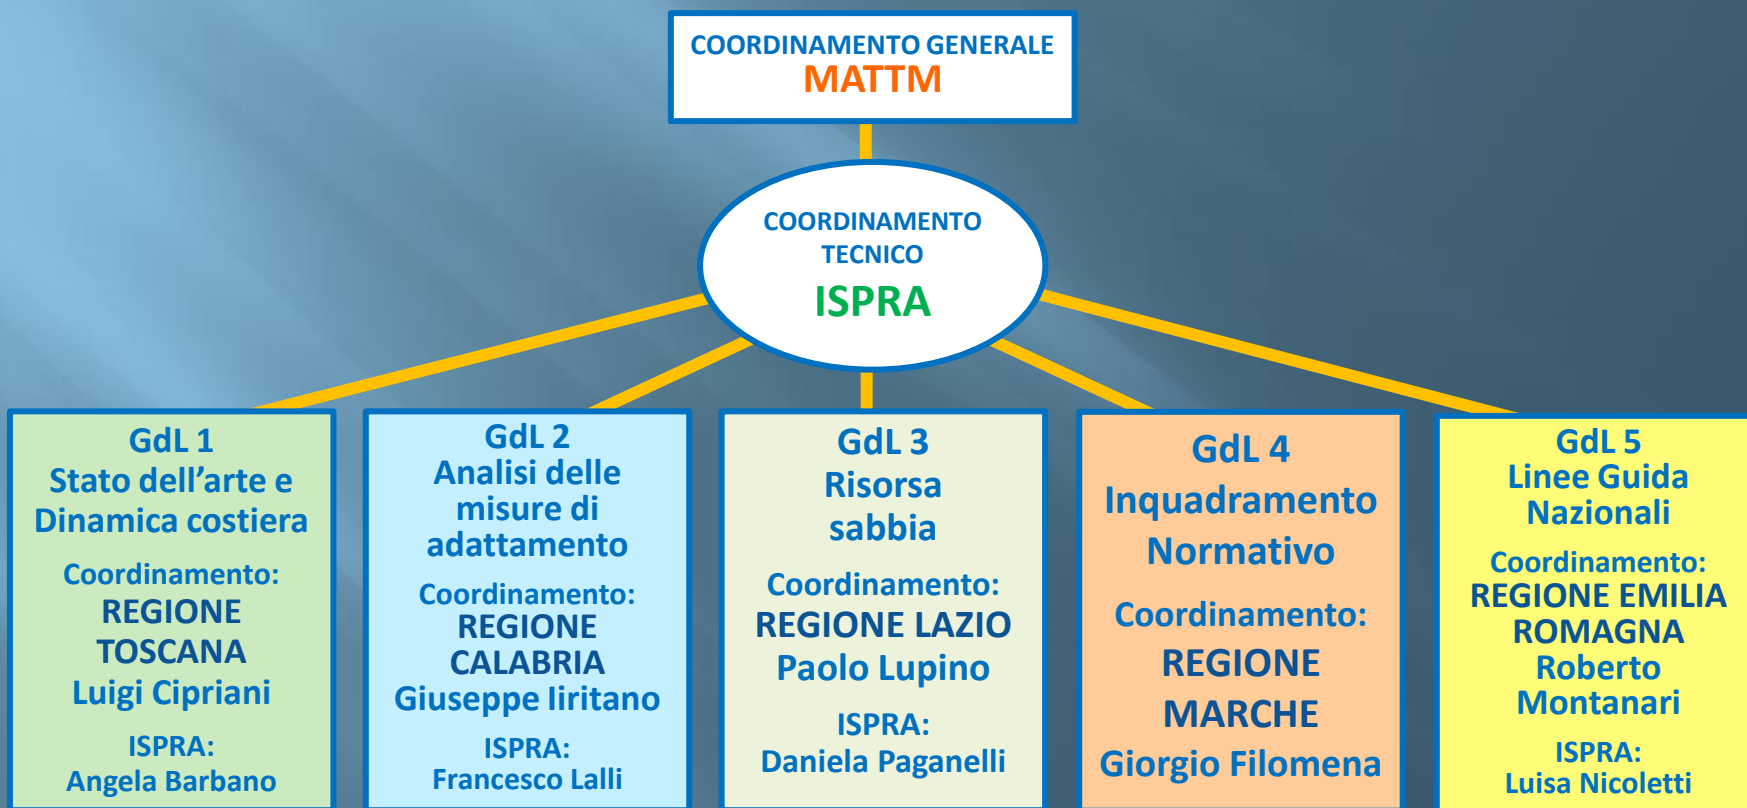 COORDINAMENTO GENERALE
MATTM
COORDINAMENTO
TECNICO
ISPRA
GdL 1
Stato dell’arte e
Dinamica costiera
Coordinamento:
REGIONE
TOSCANA
Luigi Cipriani
ISPRA:
Angela Barbano
GdL 2
Analisi delle
misure di
adattamento
Coordinamento:
REGIONE
CALABRIA
Giuseppe Iiritano
ISPRA:
Francesco Lalli
GdL 3
Risorsa
sabbia
Coordinamento:
REGIONE LAZIO
Paolo Lupino
ISPRA:
Daniela Paganelli
GdL 4
Inquadramento
Normativo
Coordinamento:
REGIONE
MARCHE
Giorgio Filomena
GdL 5
Linee Guida
Nazionali
Coordinamento:
REGIONE EMILIA
ROMAGNA
Roberto
Montanari
ISPRA:
Luisa Nicoletti